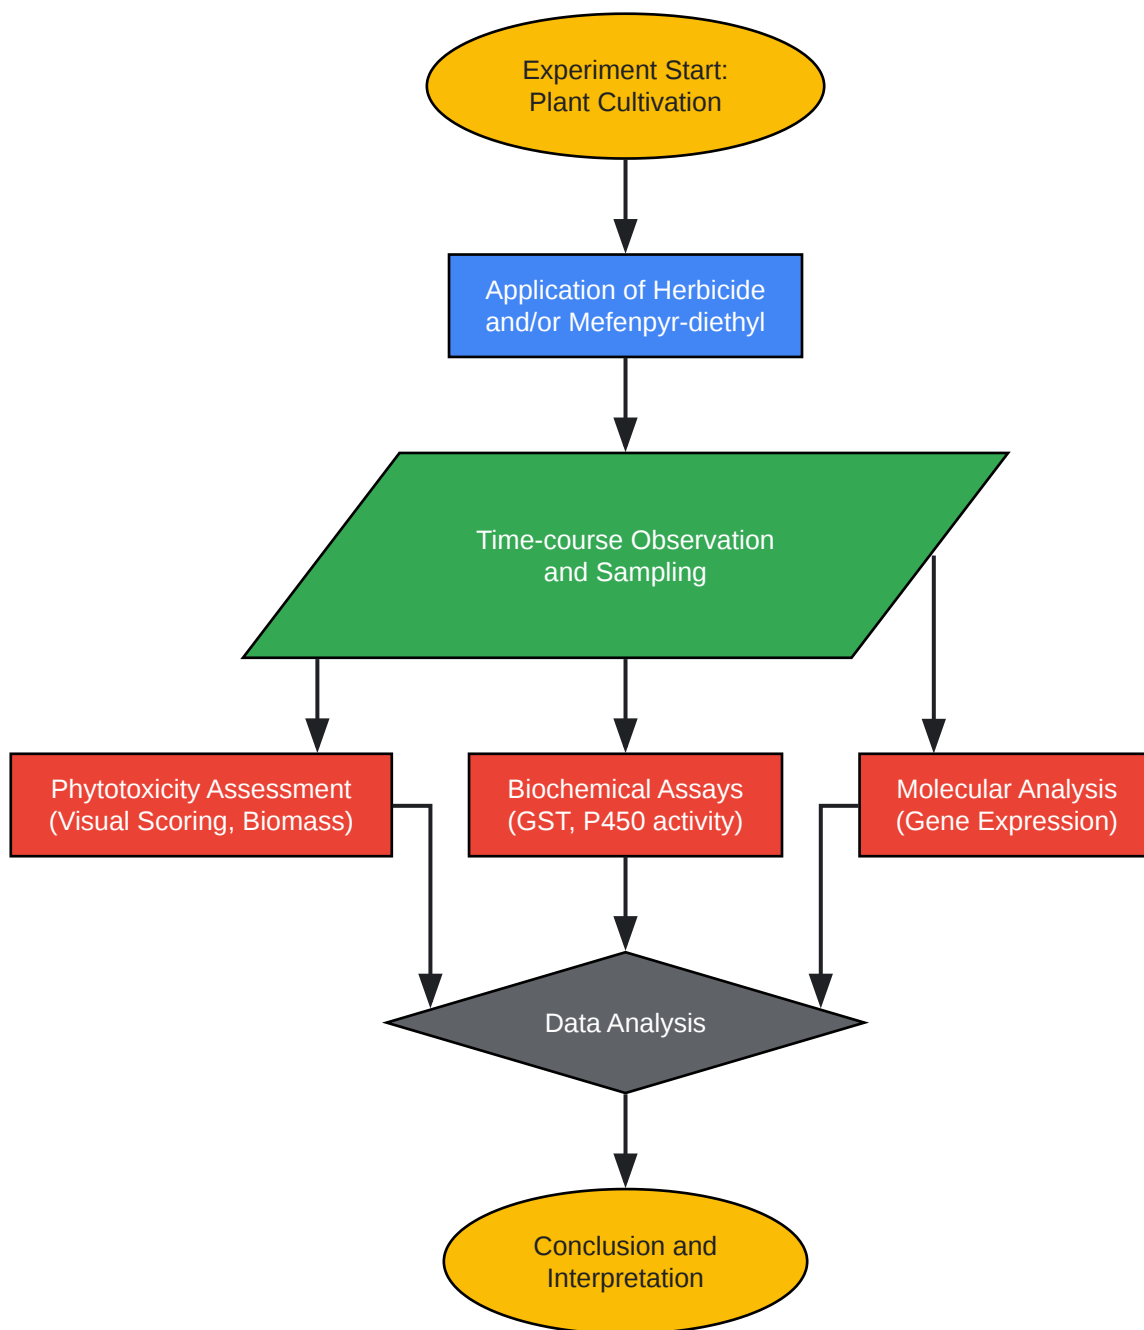 Experiment Start:
Plant Cultivation
Application of Herbicide
and/or Mefenpyr-diethyl
Time-course Observation
and Sampling
Phytotoxicity Assessment
(Visual Scoring, Biomass)
Biochemical Assays
(GST, P450 activity)
Molecular Analysis
(Gene Expression)
Data Analysis
Conclusion and
Interpretation